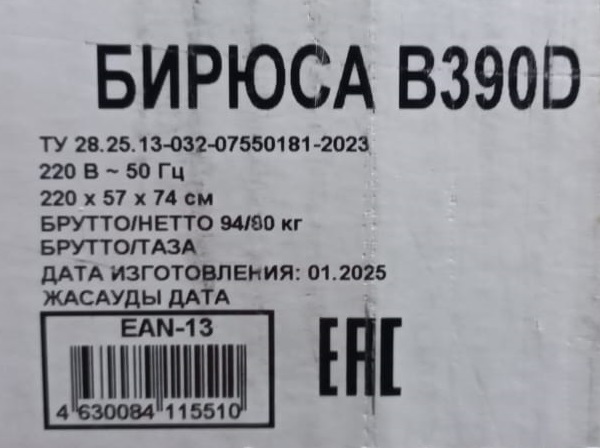 БИРЮСА B390D
ТУ 28.25.13-032-07550181-2023
220 В ~ 50 Гц
220 x 57 x 74 см
БРУТТО/НЕТТО 94/80 кг
БРУТТО/ТАЗА
ДАТА ИЗГОТОВЛЕНИЯ: 01.2025
ЖАСАУДЫ ДАТА
EAN-13
EAC
4 630084 115510